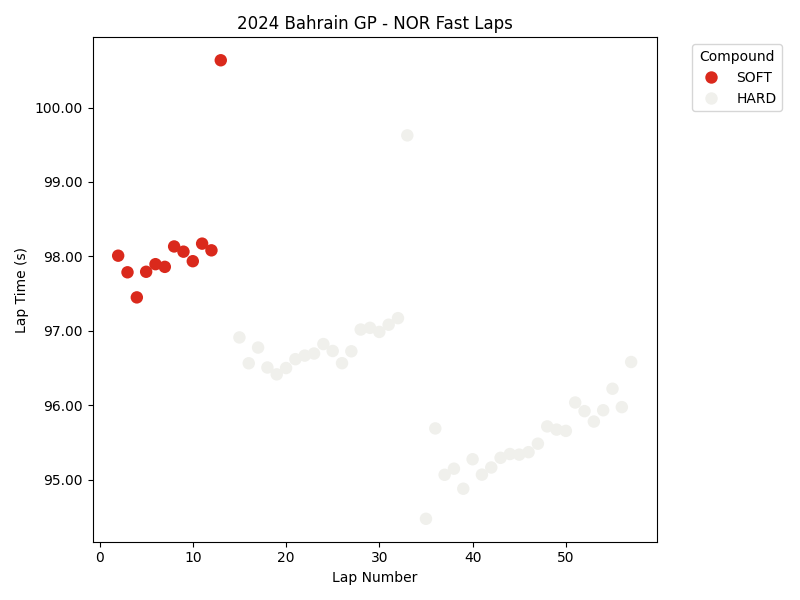 2024 Bahrain GP - NOR Fast Laps
Compound
SOFT
HARD
Lap Time (s)
100.00
99.00
98.00
97.00
96.00
95.00
0 10 20 30 40 50
Lap Number